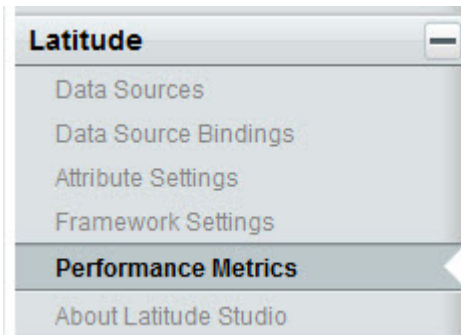 Latitude
Data Sources
Data Source Bindings
Attribute Settings
Framework Settings
Performance Metrics
About Latitude Studio